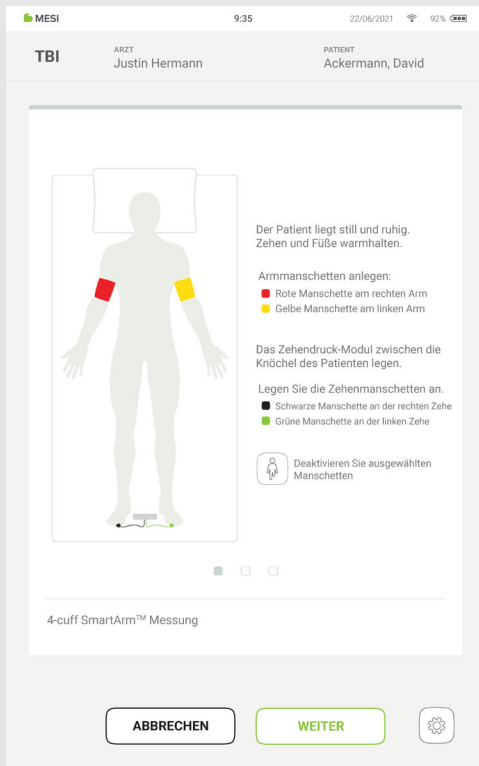 MESI 9:35 22/06/2021 92%
TBI
ARZT
Justin Hermann
PATIENT
Ackermann, David
Der Patient liegt still und ruhig.
Zehen und Füße warmhalten.
Armmanschetten anlegen:
Rote Manschette am rechten Arm
Gelbe Manschette am linken Arm
Das Zehendruck-Modul zwischen die
Knöchel des Patienten legen.
Legen Sie die Zehenmanschetten an.
Schwarze Manschette an der rechten Zehe
Grüne Manschette an der linken Zehe
Deaktivieren Sie ausgewählten
Manschetten
4-cuff SmartArm™ Messung
ABBRECHEN WEITER